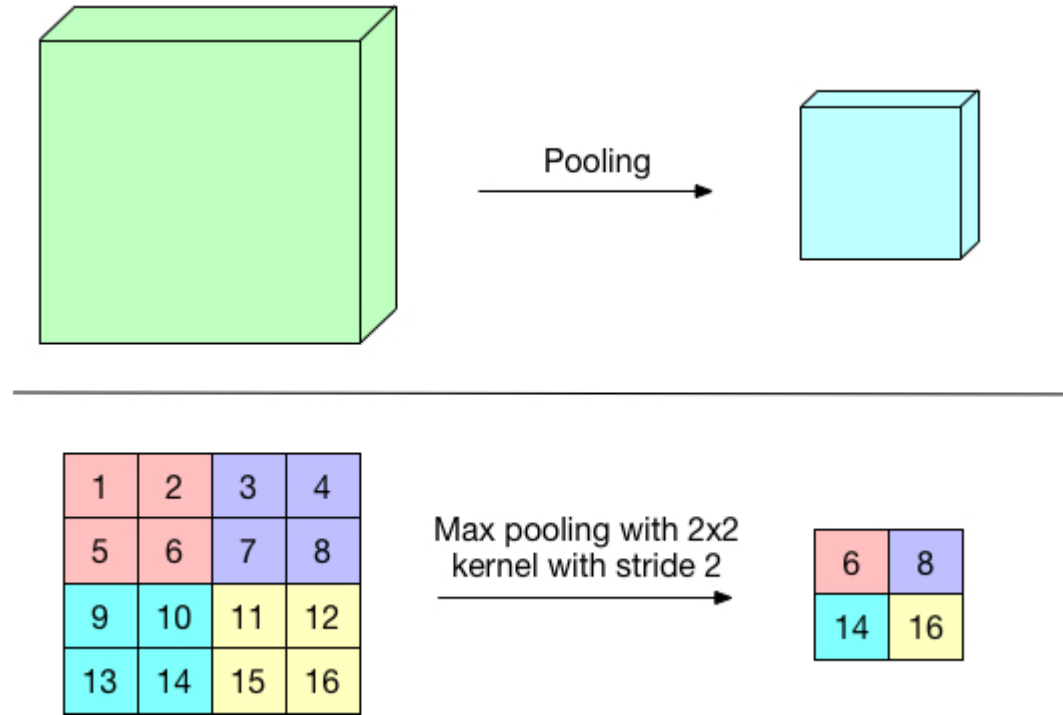 Pooling
1 2 3 4
5 6 7 8
9 10 11 12
13 14 15 16
Max pooling with 2x2
kernel with stride 2
6 8
14 16